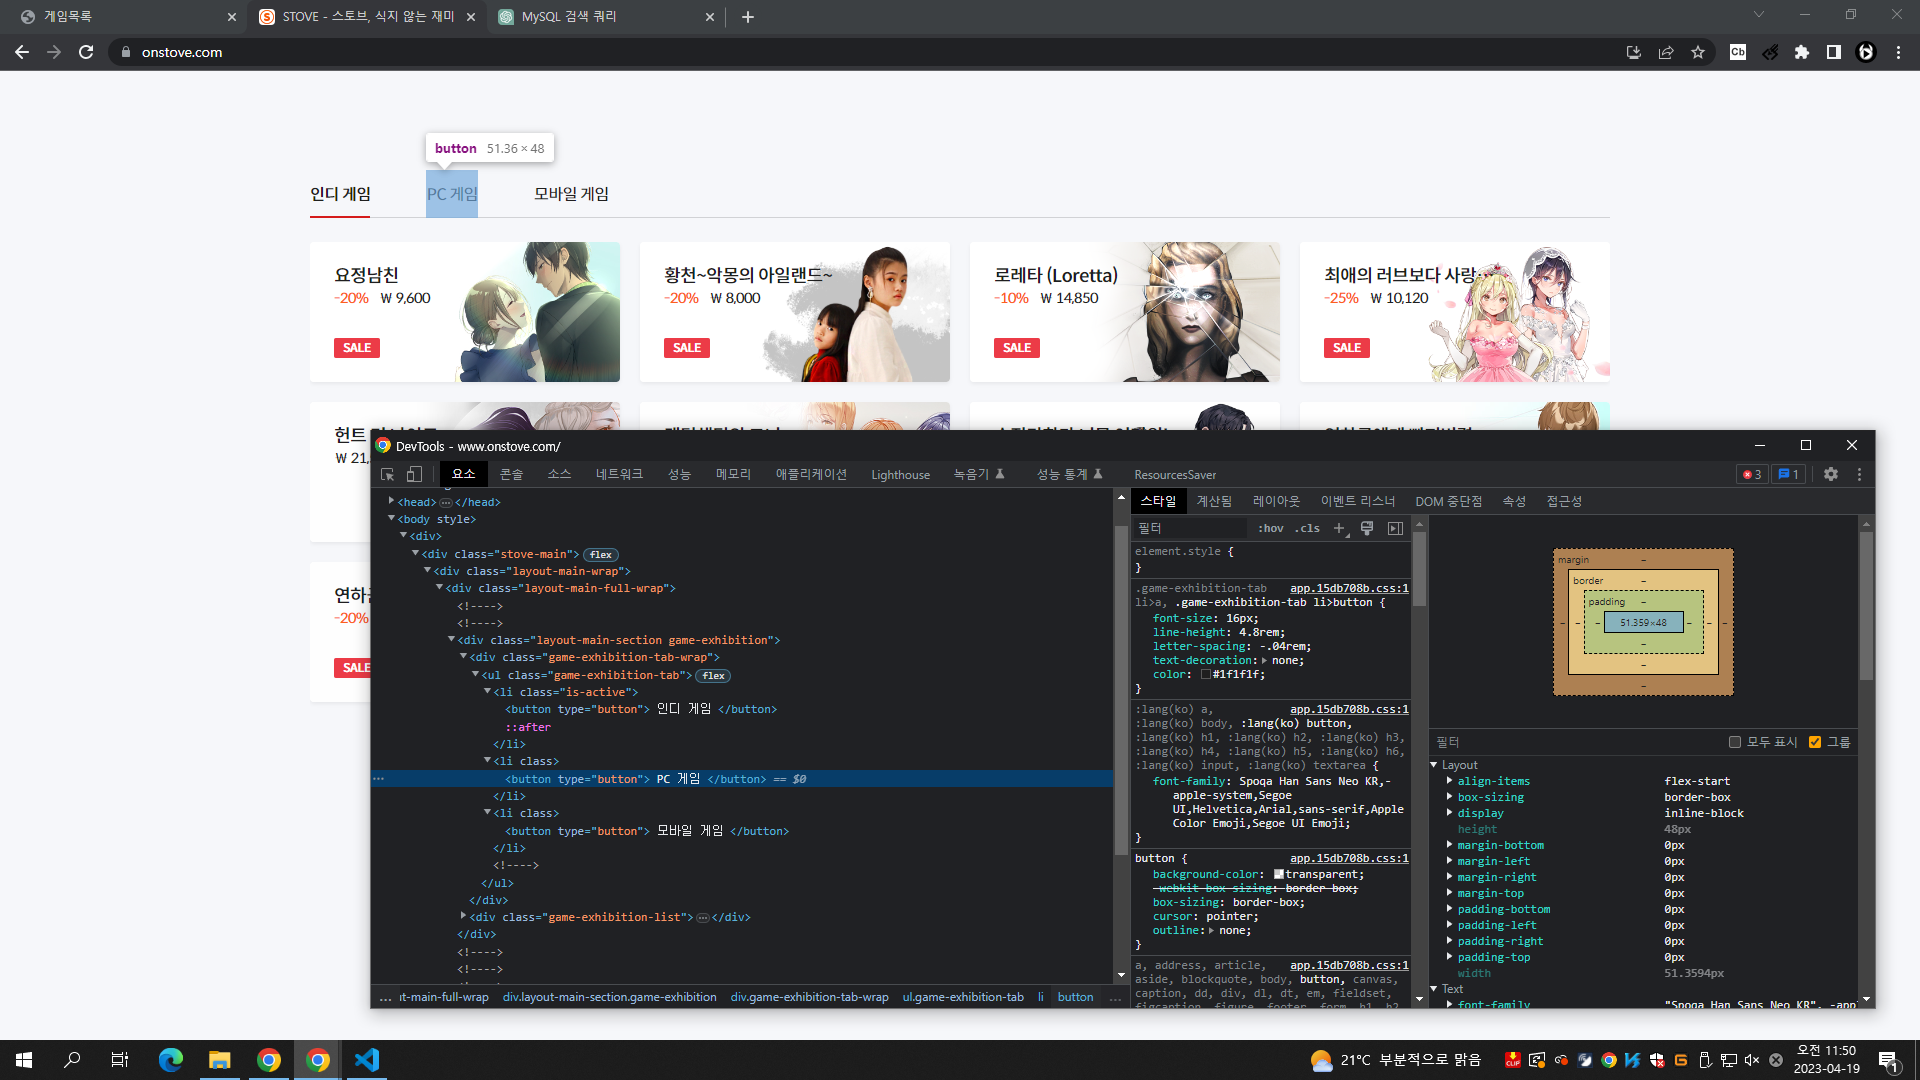 게임목록
STOVE - 스토브, 식지 않는 재미
MySQL 검색 쿼리
onstove.com
button 51.36 × 48
인디 게임
PC 게임
모바일 게임
요정남친
-20% ₩ 9,600
SALE
황천~악몽의 아일랜드~
-20% ₩ 8,000
SALE
로레타 (Loretta)
-10% ₩ 14,850
SALE
최애의 러브보다 사랑
-25% ₩ 10,120
SALE
헌트
₩ 21,
연하
-20%
SALE
DevTools - www.onstove.com/
요소 콘솔 소스 네트워크 성능 메모리 애플리케이션 Lighthouse 녹음기 성능 통계 ResourcesSaver
3 1
<head> … </head>
<body style>
<div>
<div class="stove-main"> flex
<div class="layout-main-wrap">
<div class="layout-main-full-wrap">
<!---->
<!---->
<div class="layout-main-section game-exhibition">
<div class="game-exhibition-tab-wrap">
<ul class="game-exhibition-tab"> flex
<li class="is-active">
<button type="button"> 인디 게임 </button>
::after
</li>
<li class>
<button type="button"> PC 게임 </button> == $0
</li>
<li class>
<button type="button"> 모바일 게임 </button>
</li>
<!---->
</ul>
</div>
<div class="game-exhibition-list"> … </div>
</div>
<!---->
<!---->
… ut-main-full-wrap div.layout-main-section.game-exhibition div.game-exhibition-tab-wrap ul.game-exhibition-tab li button …
스타일 계산됨 레이아웃 이벤트 리스너 DOM 중단점 속성 접근성
필터 :hov .cls
element.style {
}
.game-exhibition-tab app.15db708b.css:1
li>a, .game-exhibition-tab li>button {
font-size: 16px;
line-height: 4.8rem;
letter-spacing: -.04rem;
text-decoration: none;
color: #1f1f1f;
}
:lang(ko) a, app.15db708b.css:1
:lang(ko) body, :lang(ko) button,
:lang(ko) h1, :lang(ko) h2, :lang(ko) h3,
:lang(ko) h4, :lang(ko) h5, :lang(ko) h6,
:lang(ko) input, :lang(ko) textarea {
font-family: Spoqa Han Sans Neo KR,-
apple-system,Segoe
UI,Helvetica,Arial,sans-serif,Apple
Color Emoji,Segoe UI Emoji;
}
button { app.15db708b.css:1
background-color: transparent;
-webkit-box-sizing: border-box;
box-sizing: border-box;
cursor: pointer;
outline: none;
}
a, address, article, app.15db708b.css:1
aside, blockquote, body, button, canvas,
caption, dd, div, dl, dt, em, fieldset,
figcaption, figure, footer, form, h1, h2
margin -
border -
padding -
- - - 51.359×48 - - -
-
-
-
필터 모두 표시 그룹
Layout
align-items flex-start
box-sizing border-box
display inline-block
height 48px
margin-bottom 0px
margin-left 0px
margin-right 0px
margin-top 0px
padding-bottom 0px
padding-left 0px
padding-right 0px
padding-top 0px
width 51.3594px
Text
font-family "Spoqa Han Sans Neo KR", -appl
21°C 부분적으로 맑음
오전 11:50
2023-04-19
1